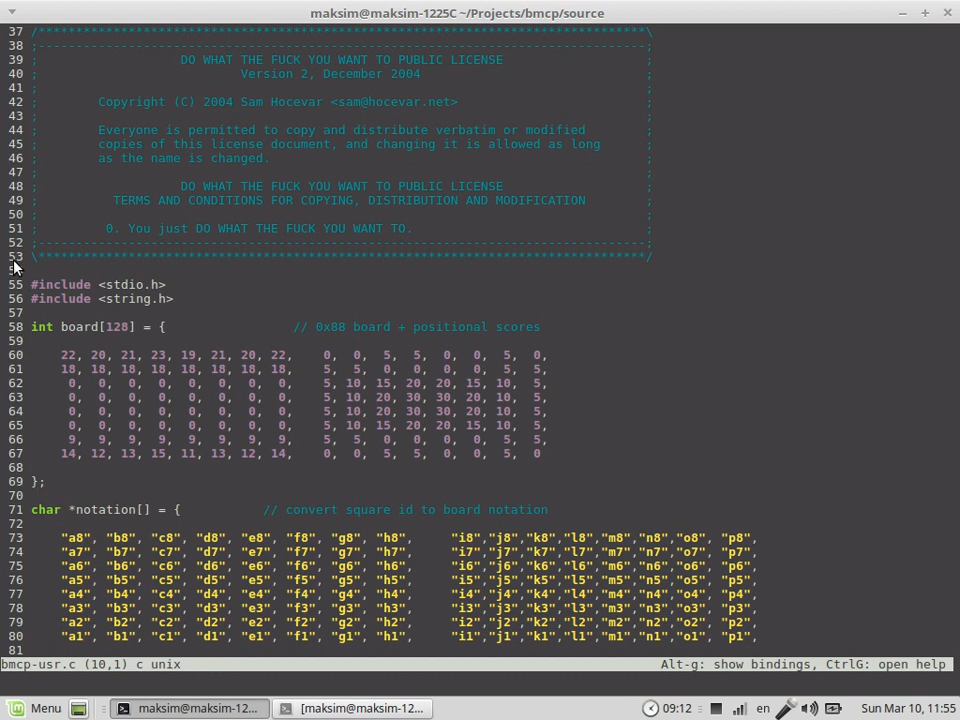 maksim@maksim-1225C ~/Projects/bmcp/source
37 /*********************************************************************************\
38 ;---------------------------------------------------------------------------------;
39 ;                   DO WHAT THE FUCK YOU WANT TO PUBLIC LICENSE                   ;
40 ;                           Version 2, December 2004                              ;
41 ;                                                                                 ;
42 ;        Copyright (C) 2004 Sam Hocevar <sam@hocevar.net>                         ;
43 ;                                                                                 ;
44 ;        Everyone is permitted to copy and distribute verbatim or modified        ;
45 ;        copies of this license document, and changing it is allowed as long      ;
46 ;        as the name is changed.                                                  ;
47 ;                                                                                 ;
48 ;                   DO WHAT THE FUCK YOU WANT TO PUBLIC LICENSE                   ;
49 ;          TERMS AND CONDITIONS FOR COPYING, DISTRIBUTION AND MODIFICATION        ;
50 ;                                                                                 ;
51 ;         0. You just DO WHAT THE FUCK YOU WANT TO.                               ;
52 ;---------------------------------------------------------------------------------;
53 \*********************************************************************************/
55 #include <stdio.h>
56 #include <string.h>
57
58 int board[128] = {                 // 0x88 board + positional scores
59
60     22, 20, 21, 23, 19, 21, 20, 22,    0,  0,  5,  5,  0,  0,  5,  0,
61     18, 18, 18, 18, 18, 18, 18, 18,    5,  5,  0,  0,  0,  0,  5,  5,
62      0,  0,  0,  0,  0,  0,  0,  0,    5, 10, 15, 20, 20, 15, 10,  5,
63      0,  0,  0,  0,  0,  0,  0,  0,    5, 10, 20, 30, 30, 20, 10,  5,
64      0,  0,  0,  0,  0,  0,  0,  0,    5, 10, 20, 30, 30, 20, 10,  5,
65      0,  0,  0,  0,  0,  0,  0,  0,    5, 10, 15, 20, 20, 15, 10,  5,
66      9,  9,  9,  9,  9,  9,  9,  9,    5,  5,  0,  0,  0,  0,  5,  5,
67     14, 12, 13, 15, 11, 13, 12, 14,    0,  0,  5,  5,  0,  0,  5,  0
68
69 };
70
71 char *notation[] = {           // convert square id to board notation
72
73     "a8", "b8", "c8", "d8", "e8", "f8", "g8", "h8",     "i8","j8","k8","l8","m8","n8","o8", "p8",
74     "a7", "b7", "c7", "d7", "e7", "f7", "g7", "h7",     "i7","j7","k7","l7","m7","n7","o7", "p7",
75     "a6", "b6", "c6", "d6", "e6", "f6", "g6", "h6",     "i6","j6","k6","l6","m6","n6","o6", "p6",
76     "a5", "b5", "c5", "d5", "e5", "f5", "g5", "h5",     "i5","j5","k5","l5","m5","n5","o5", "p5",
77     "a4", "b4", "c4", "d4", "e4", "f4", "g4", "h4",     "i4","j4","k4","l4","m4","n4","o4", "p4",
78     "a3", "b3", "c3", "d3", "e3", "f3", "g3", "h3",     "i3","j3","k3","l3","m3","n3","o3", "p3",
79     "a2", "b2", "c2", "d2", "e2", "f2", "g2", "h2",     "i2","j2","k2","l2","m2","n2","o2", "p2",
80     "a1", "b1", "c1", "d1", "e1", "f1", "g1", "h1",     "i1","j1","k1","l1","m1","n1","o1", "p1",
81
bmcp-usr.c (10,1) c unix    Alt-g: show bindings, CtrlG: open help
Menu    maksim@maksim-12...    [maksim@maksim-12...    09:12    en    Sun Mar 10, 11:55